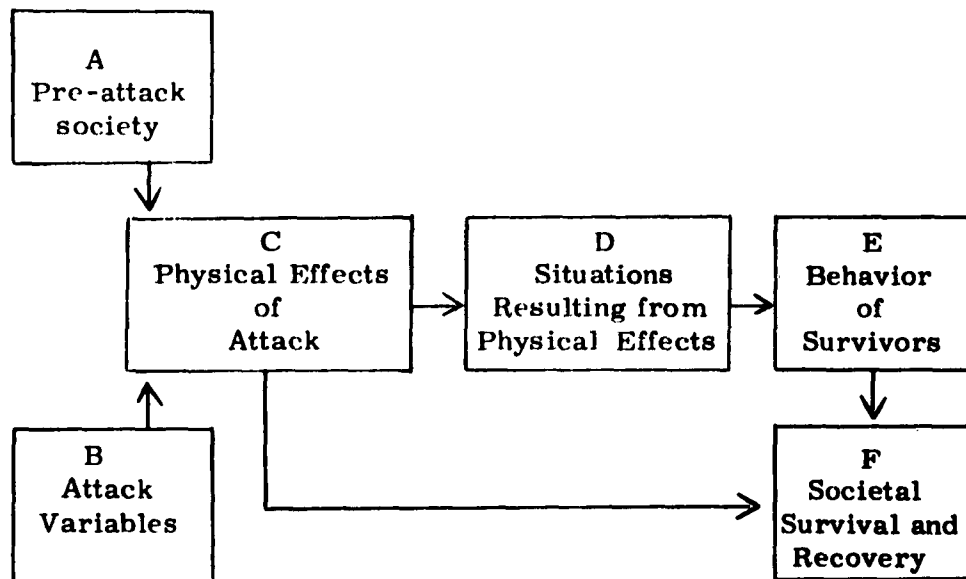 A
Pre-attack
society
C
Physical Effects
of
Attack
D
Situations
Resulting from
Physical Effects
E
Behavior
of
Survivors
B
Attack
Variables
F
Societal
Survival and
Recovery